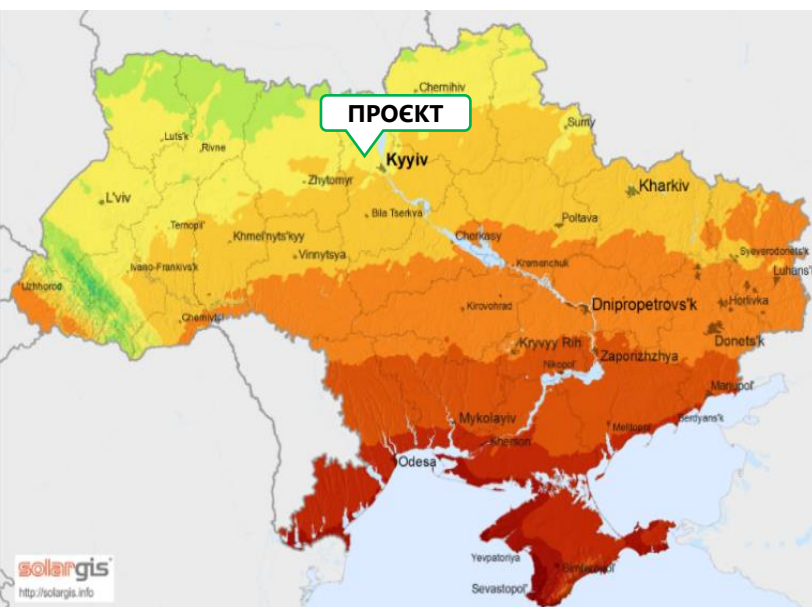 Chernihiv
ПРОЄКТ
Sumy
Luts'k
Rivne
Kyyiv
Zhytomyr
Kharkiv
L'viv
Bila Tserkva
Poltava
Ternopil'
Khmel'nyts'kyy
Cherkasy
Vinnytsya
Syeverodonets'k
Ivano-Frankivs'k
Kremenchuk
Luhans'k
Uzhhorod
Kirovohrad
Dnipropetrovs'k
Horlivka
Chernivtsi
Donets'k
Kryvyy Rih
Zaporizhzhya
Nikopol'
Mariupol'
Mykolayiv
Berdyans'k
Melitopol'
Kherson
Odesa
Yevpatoriya
Simferopol'
Sevastopol'
solargis
http://solargis.info